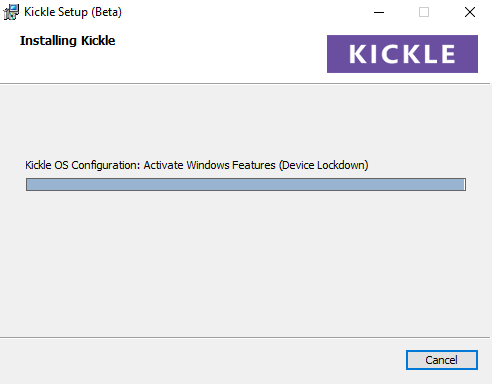 Kickle Setup (Beta)
Installing Kickle
KICKLE
Kickle OS Configuration: Activate Windows Features (Device Lockdown)
Cancel